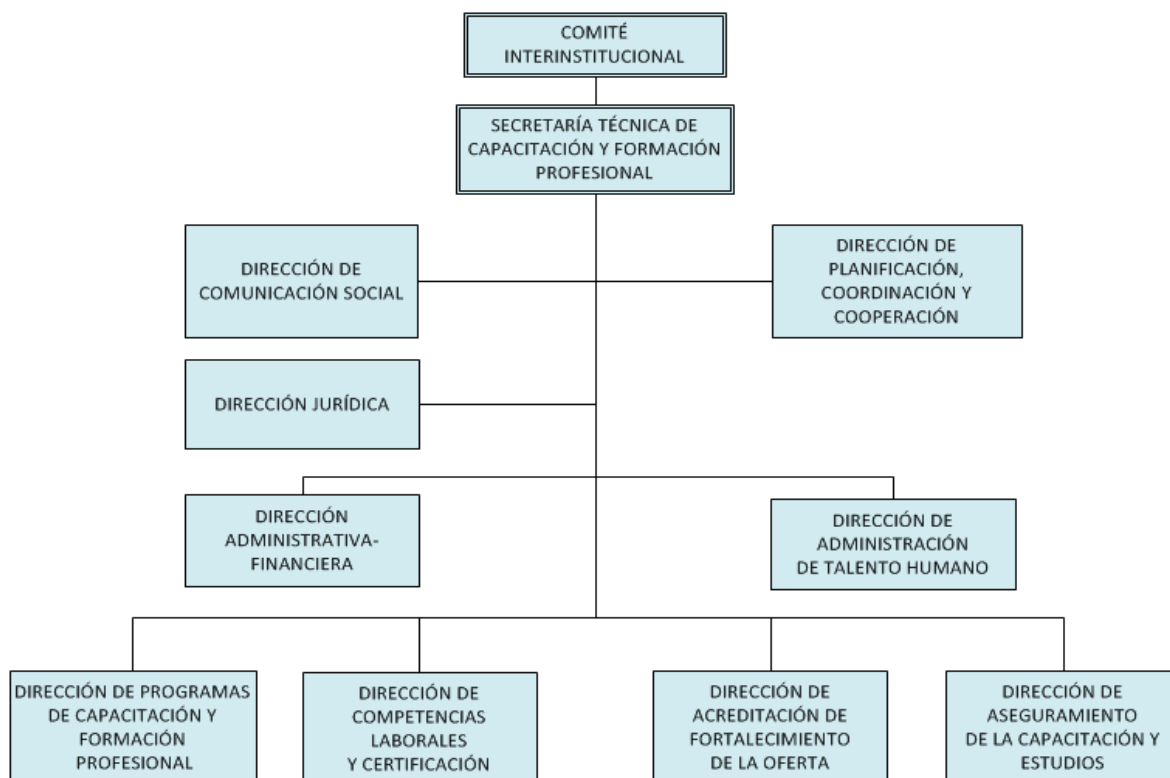 COMITÉ
INTERINSTITUCIONAL
SECRETARÍA TÉCNICA DE
CAPACITACIÓN Y FORMACIÓN
PROFESIONAL
DIRECCIÓN DE
COMUNICACIÓN SOCIAL
DIRECCIÓN DE
PLANIFICACIÓN,
COORDINACIÓN Y
COOPERACIÓN
DIRECCIÓN JURÍDICA
DIRECCIÓN
ADMINISTRATIVA-
FINANCIERA
DIRECCIÓN DE
ADMINISTRACIÓN
DE TALENTO HUMANO
DIRECCIÓN DE PROGRAMAS
DE CAPACITACIÓN Y
FORMACIÓN
PROFESIONAL
DIRECCIÓN DE
COMPETENCIAS
LABORALES
Y CERTIFICACIÓN
DIRECCIÓN DE
ACREDITACIÓN DE
FORTALECIMIENTO
DE LA OFERTA
DIRECCIÓN DE
ASEGURAMIENTO
DE LA CAPACITACIÓN Y
ESTUDIOS